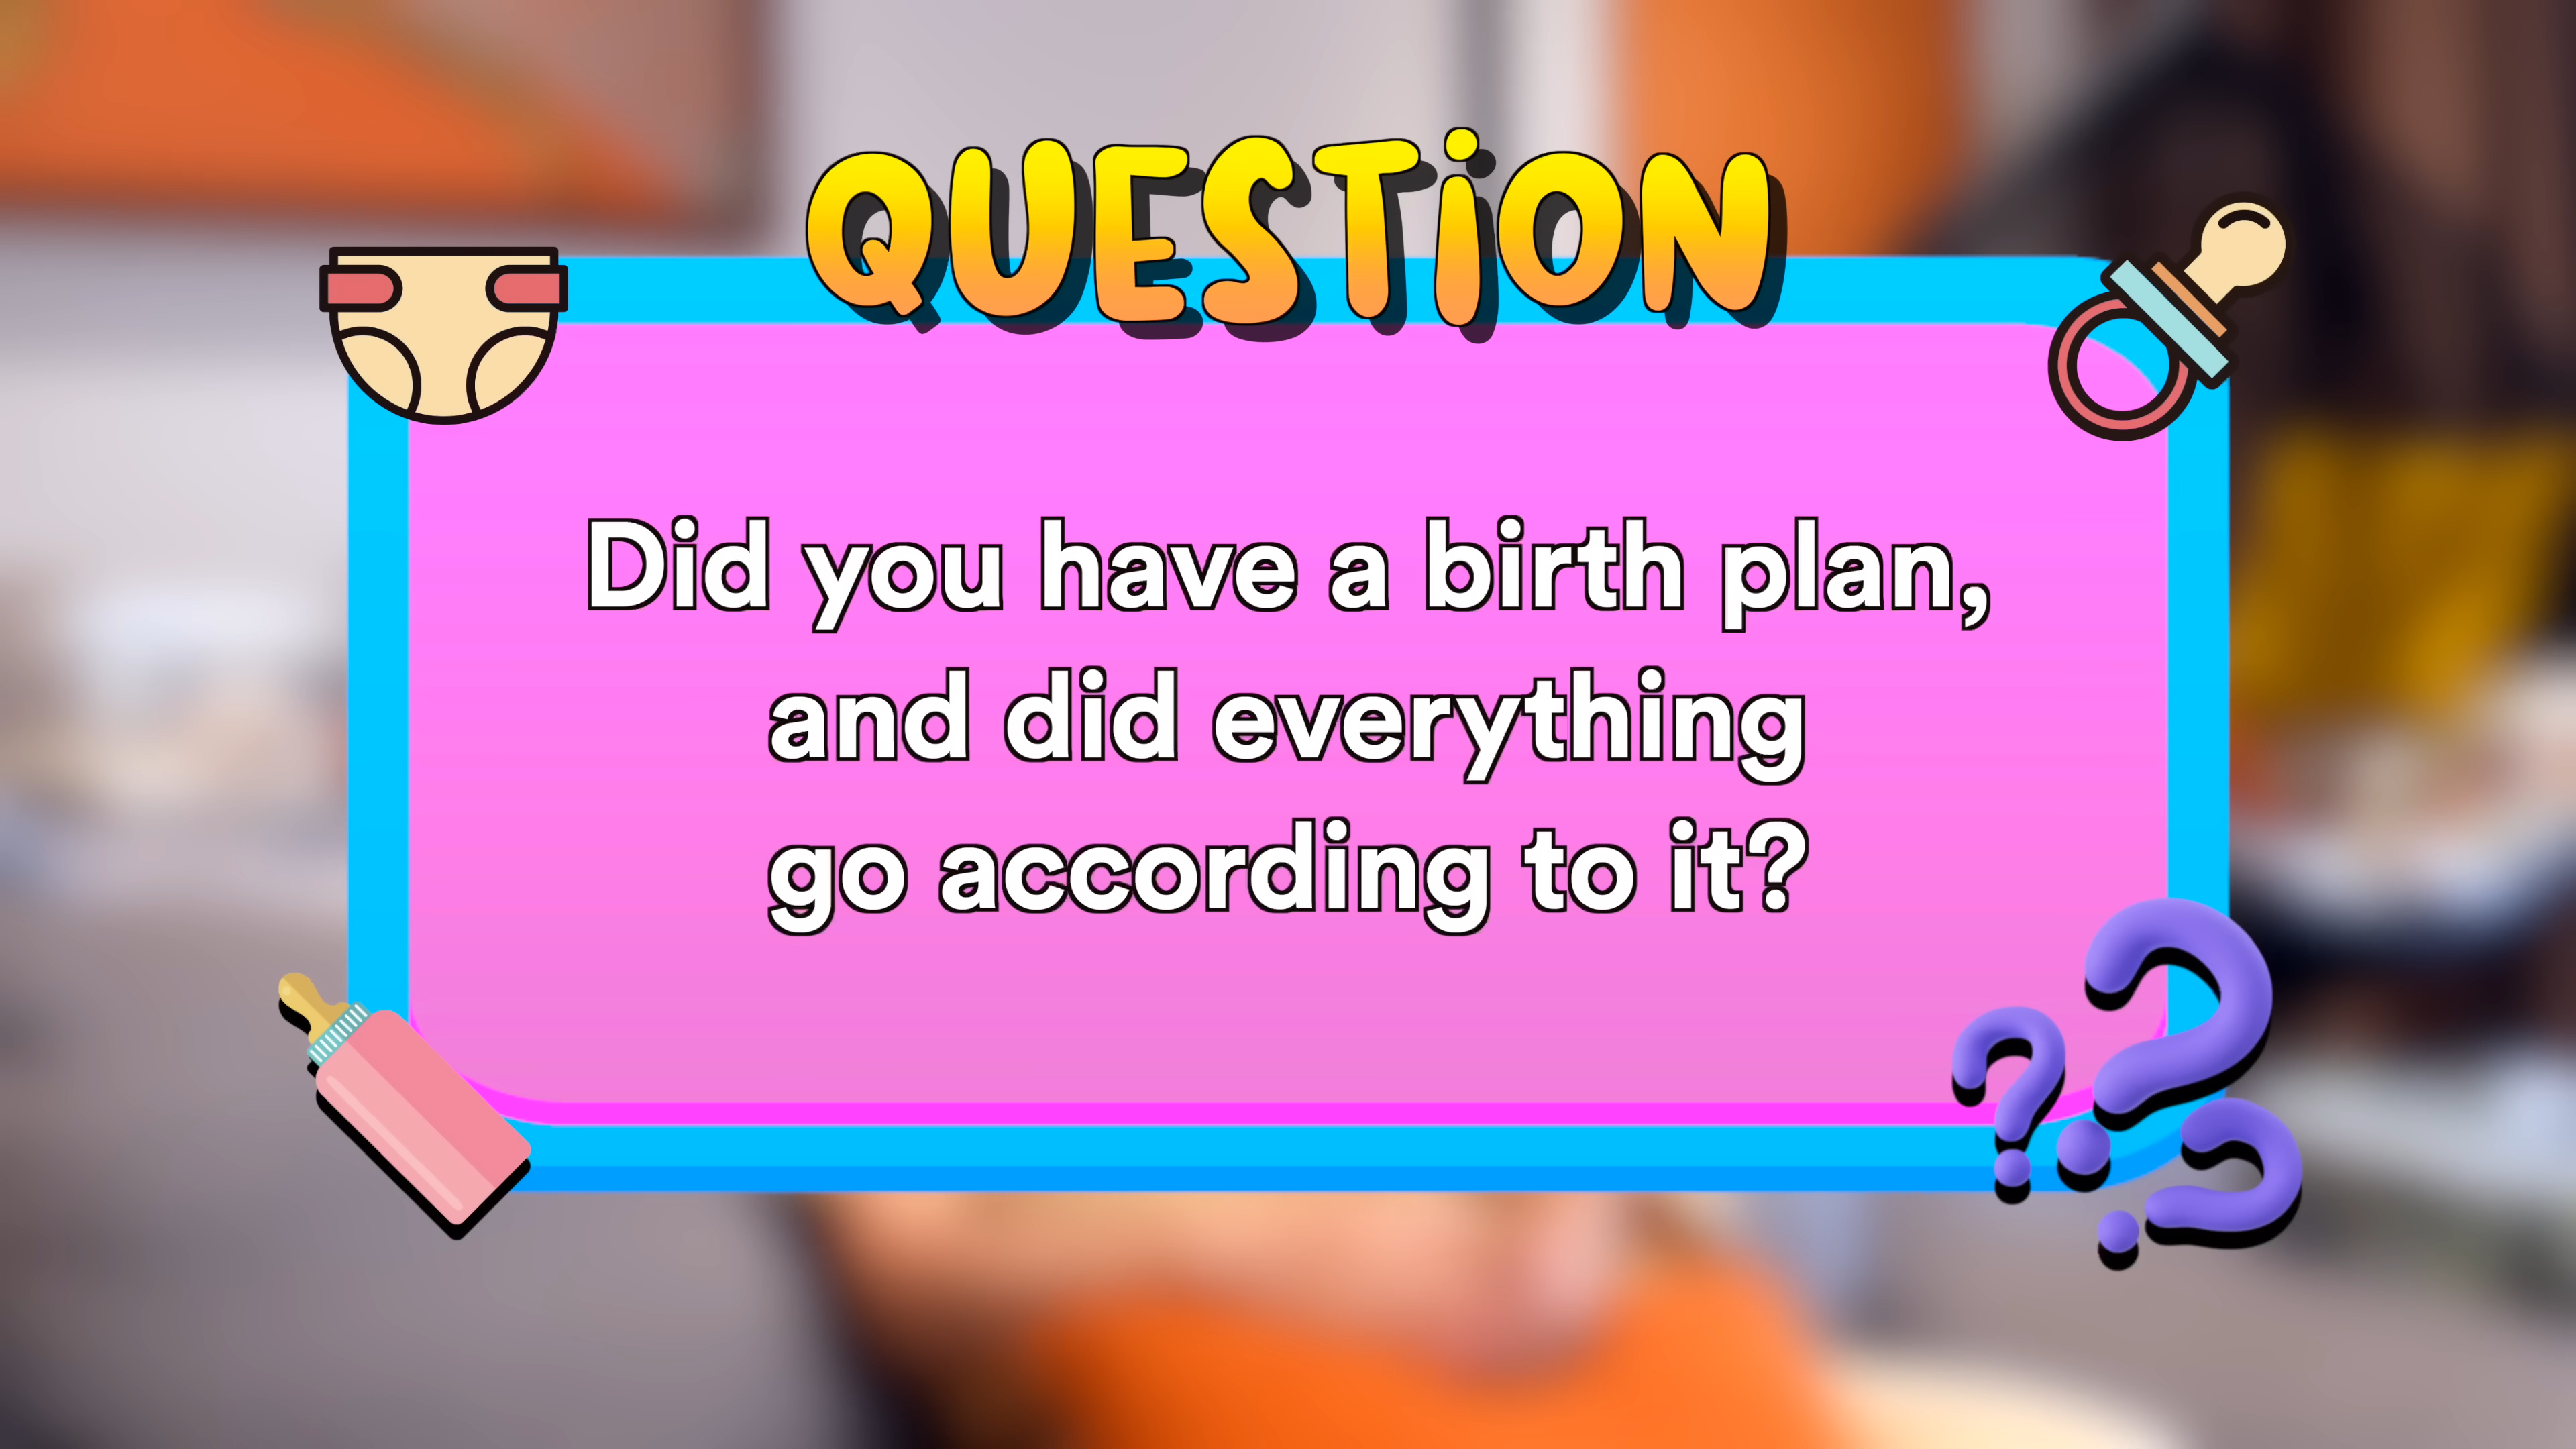 QUESTiON
Did you have a birth plan,
and did everything
go according to it?